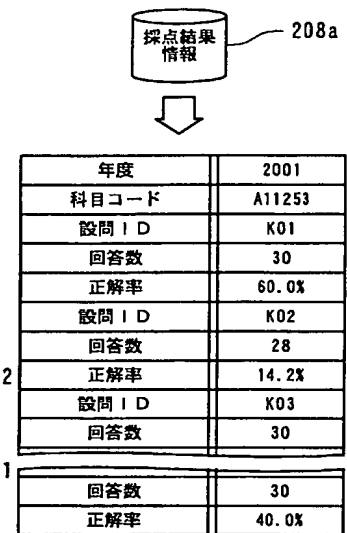 採点結果
情報
208a
年度 2001
科目コード A11253
設問ID K01
回答数 30
正解率 60.0%
設問ID K02
回答数 28
2 正解率 14.2%
設問ID K03
回答数 30
1
回答数 30
正解率 40.0%